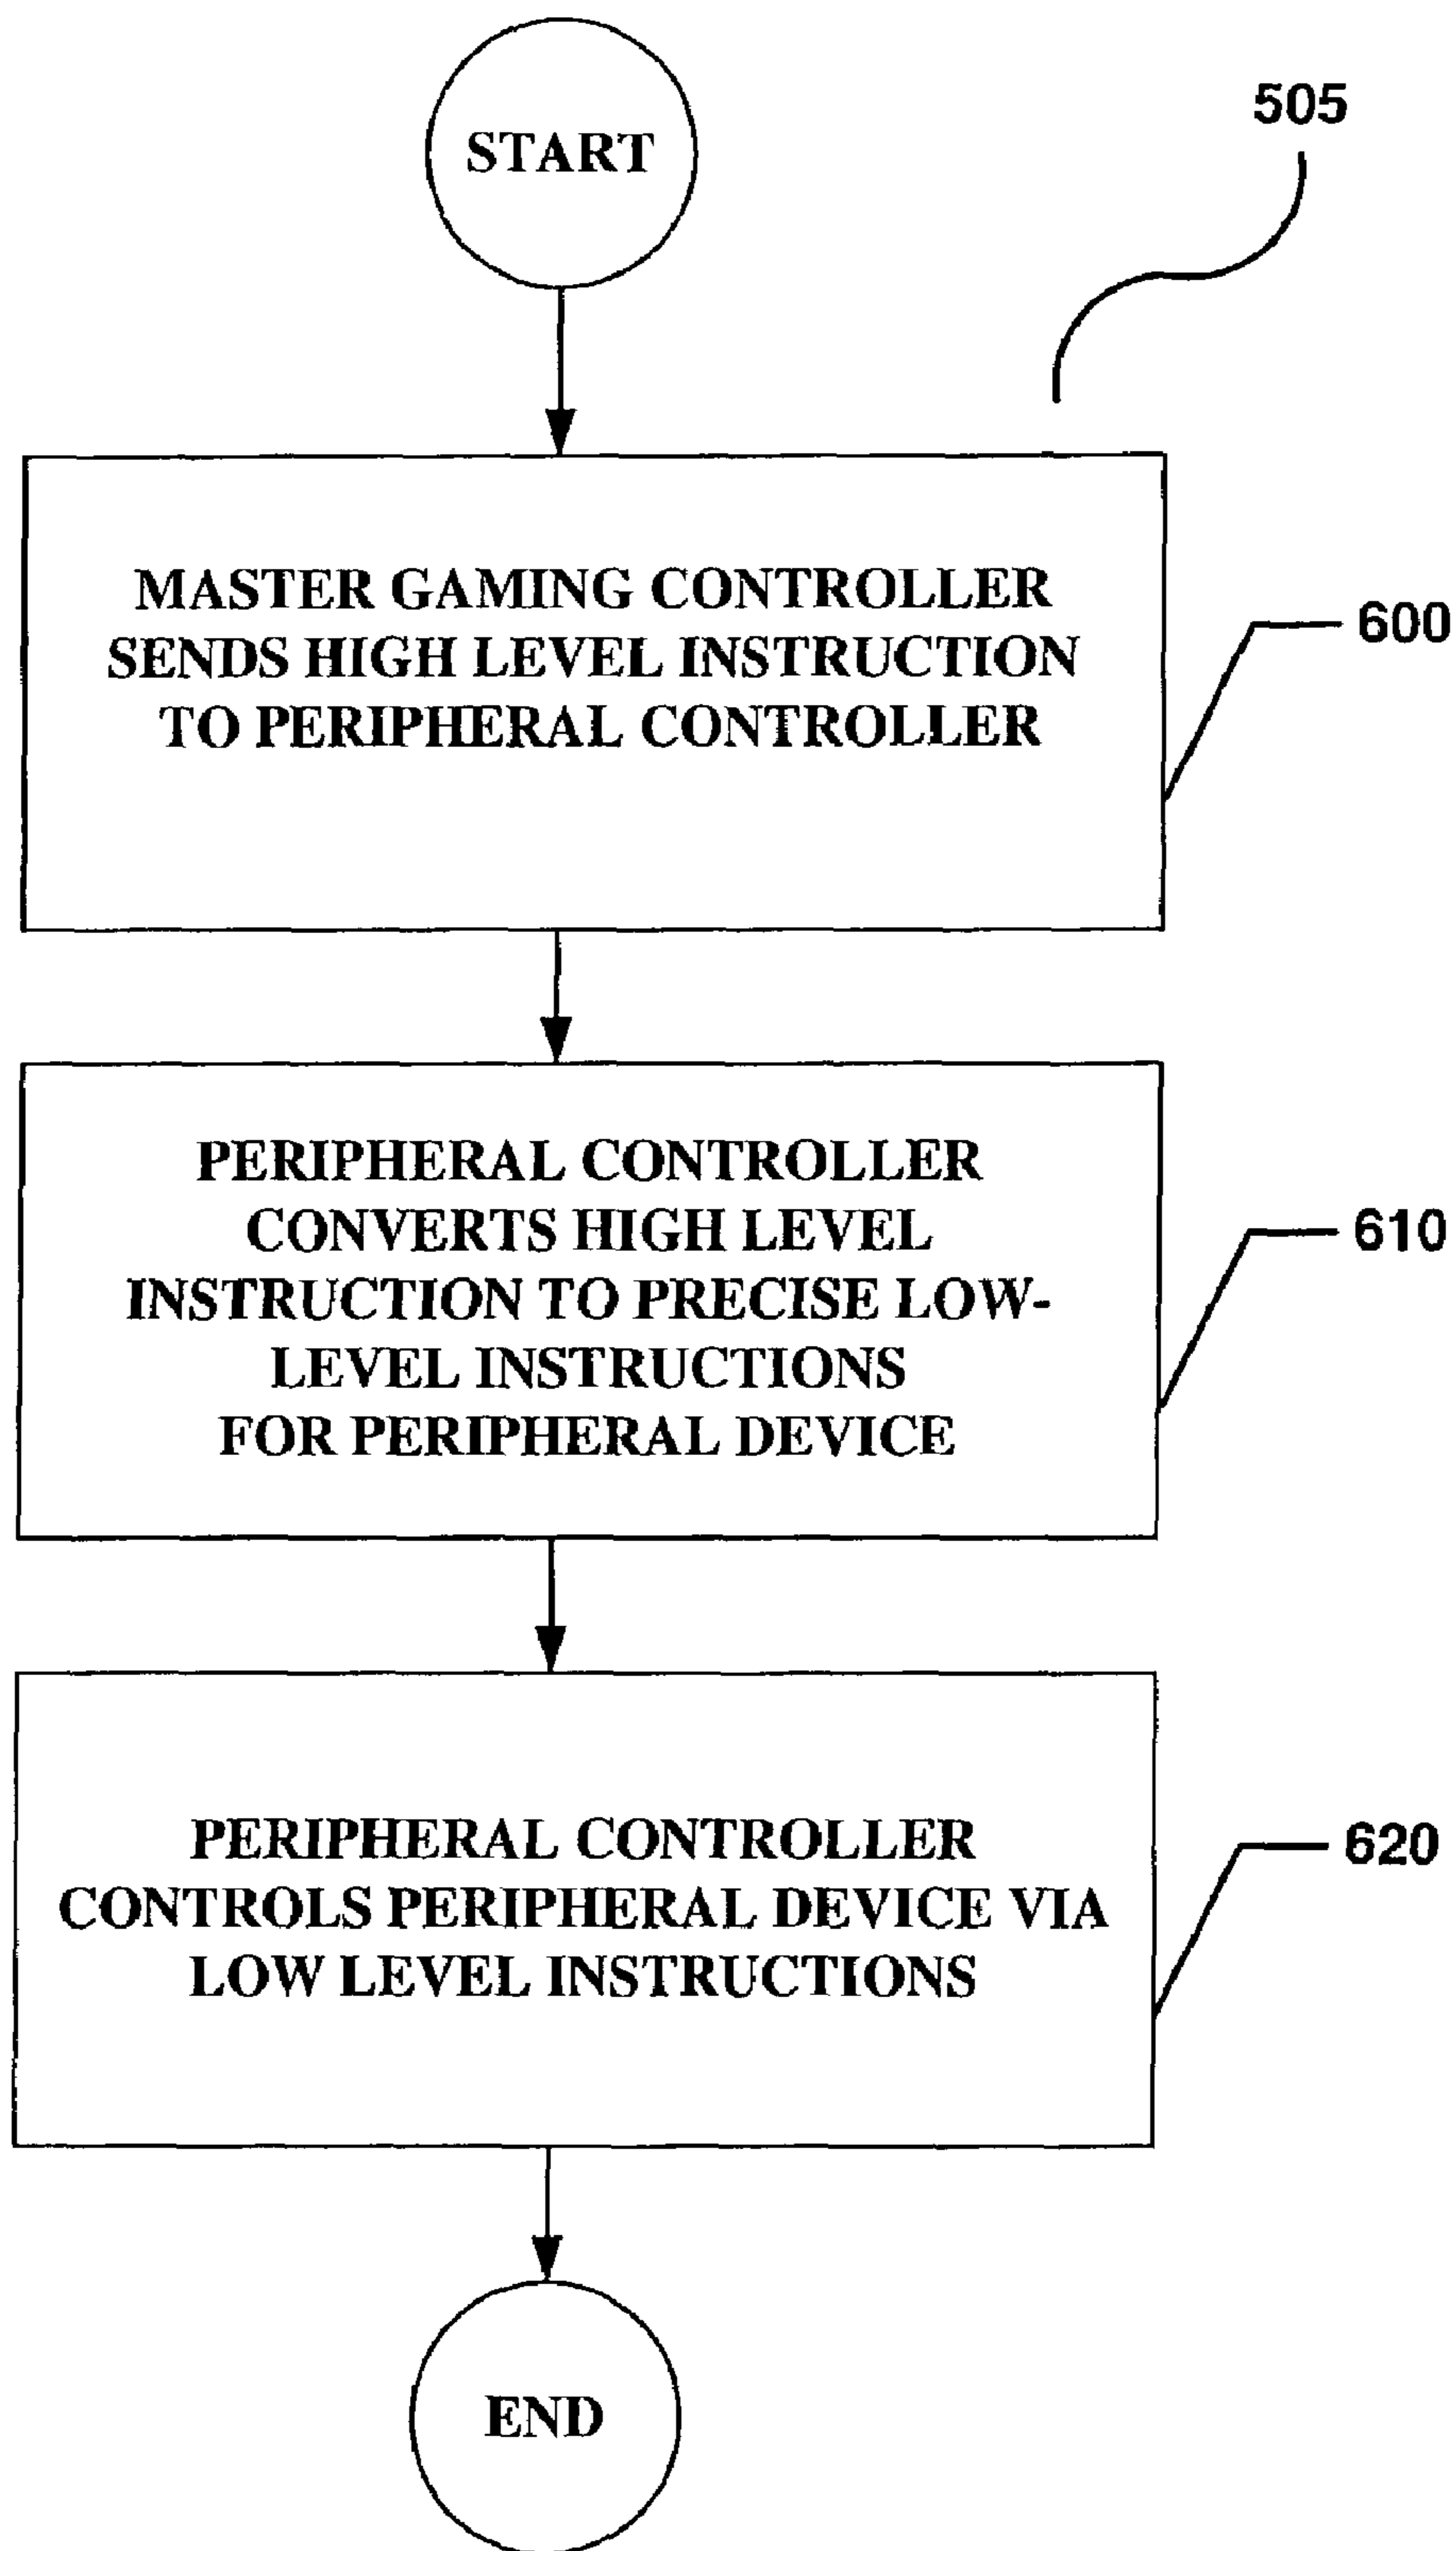 START
505
MASTER GAMING CONTROLLER
SENDS HIGH LEVEL INSTRUCTION
TO PERIPHERAL CONTROLLER
600
PERIPHERAL CONTROLLER
CONVERTS HIGH LEVEL
INSTRUCTION TO PRECISE LOW-
LEVEL INSTRUCTIONS
FOR PERIPHERAL DEVICE
610
PERIPHERAL CONTROLLER
CONTROLS PERIPHERAL DEVICE VIA
LOW LEVEL INSTRUCTIONS
620
END